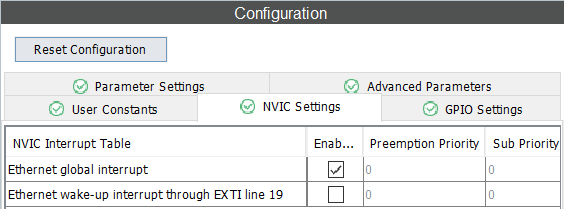 Configuration
Reset Configuration
Parameter Settings Advanced Parameters
User Constants NVIC Settings GPIO Settings
NVIC Interrupt Table Enab... Preemption Priority Sub Priority
Ethernet global interrupt 0 0
Ethernet wake-up interrupt through EXTI line 19 0 0